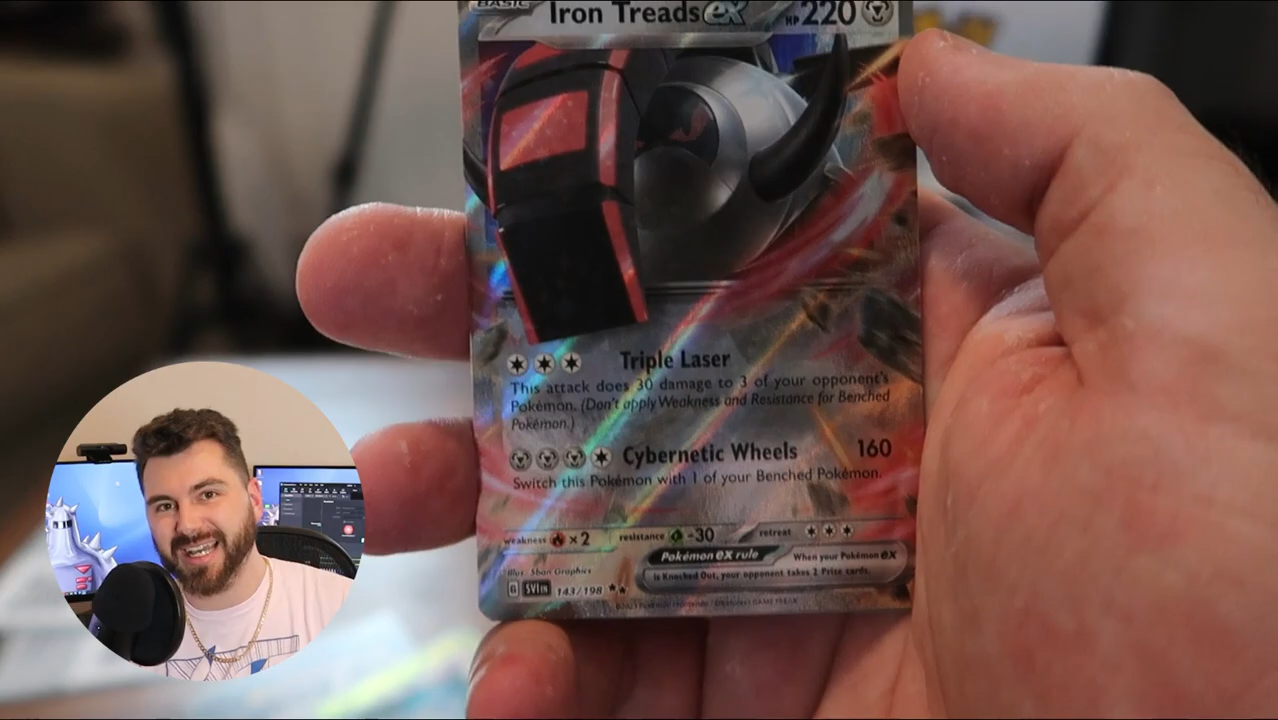 BASIC
Iron Treads ex HP 220
Triple Laser
This attack does 30 damage to 3 of your opponent's
Pokémon. (Don't apply Weakness and Resistance for Benched
Pokémon.)
Cybernetic Wheels 160
Switch this Pokémon with 1 of your Benched Pokémon.
weakness ×2 resistance -30 retreat
Pokémon ex rule When your Pokémon ex
is Knocked Out, your opponent takes 2 Prize cards.
Illus. 5ban Graphics
G SVI EN 143/198